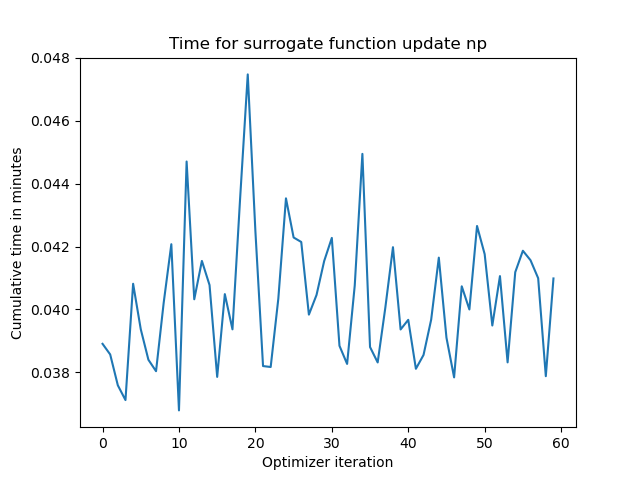 Time for surrogate function update np
0.048
0.046
0.044
0.042
0.040
0.038
Cumulative time in minutes
0 10 20 30 40 50 60
Optimizer iteration